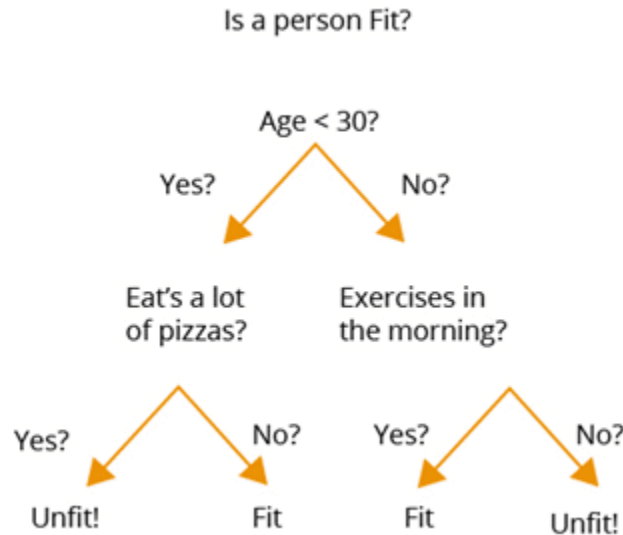 Is a person Fit?
Age < 30?
Yes?
No?
Eat's a lot
of pizzas?
Exercises in
the morning?
Yes?
No?
Yes?
No?
Unfit!
Fit
Fit
Unfit!